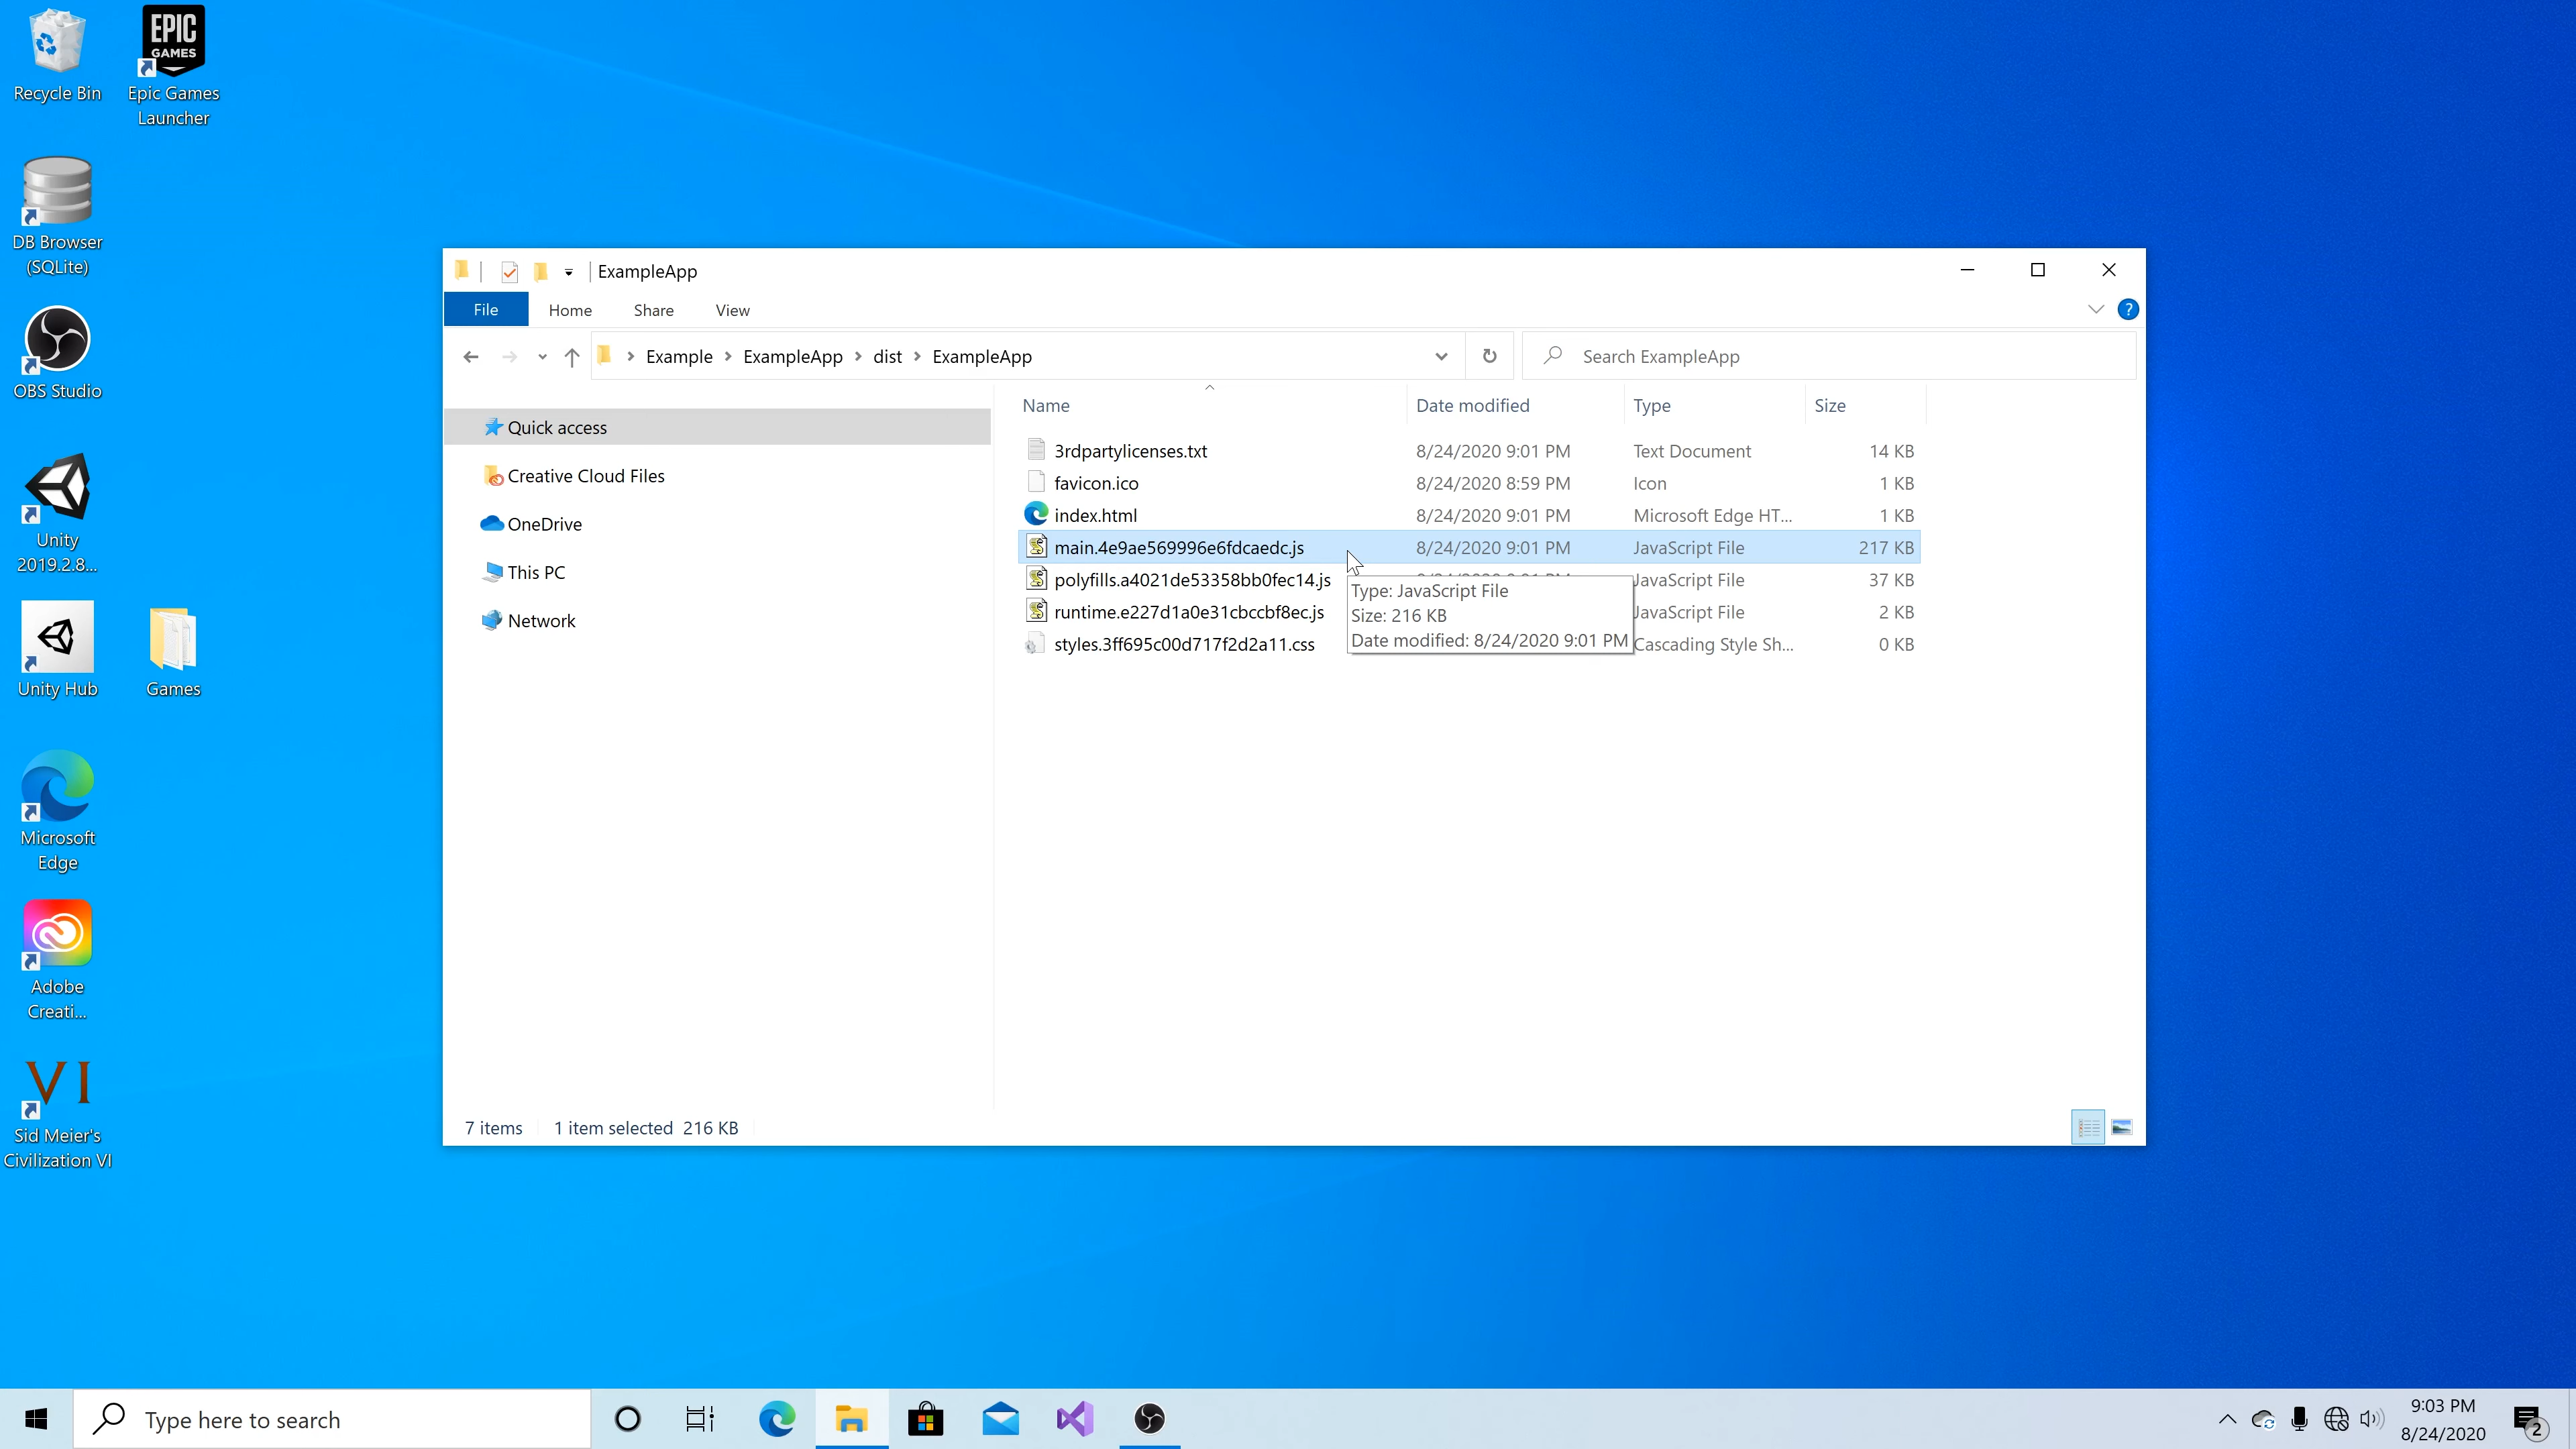 Recycle Bin
EPIC
GAMES
Epic Games
Launcher
DB Browser
(SQLite)
OBS Studio
Unity
2019.2.8...
Unity Hub
Games
Microsoft
Edge
Adobe
Creati...
VI
Sid Meier's
Civilization VI
ExampleApp
File Home Share View
?
Example ExampleApp dist ExampleApp
Search ExampleApp
Quick access
Creative Cloud Files
OneDrive
This PC
Network
Name Date modified Type Size
3rdpartylicenses.txt 8/24/2020 9:01 PM Text Document 14 KB
favicon.ico 8/24/2020 8:59 PM Icon 1 KB
index.html 8/24/2020 9:01 PM Microsoft Edge HT... 1 KB
main.4e9ae569996e6fdcaedc.js 8/24/2020 9:01 PM JavaScript File 217 KB
polyfills.a4021de53358bb0fec14.js JavaScript File 37 KB
runtime.e227d1a0e31cbccbf8ec.js JavaScript File 2 KB
styles.3ff695c00d717f2d2a11.css Cascading Style Sh... 0 KB
Type: JavaScript File
Size: 216 KB
Date modified: 8/24/2020 9:01 PM
7 items 1 item selected 216 KB
Type here to search
9:03 PM
8/24/2020
2